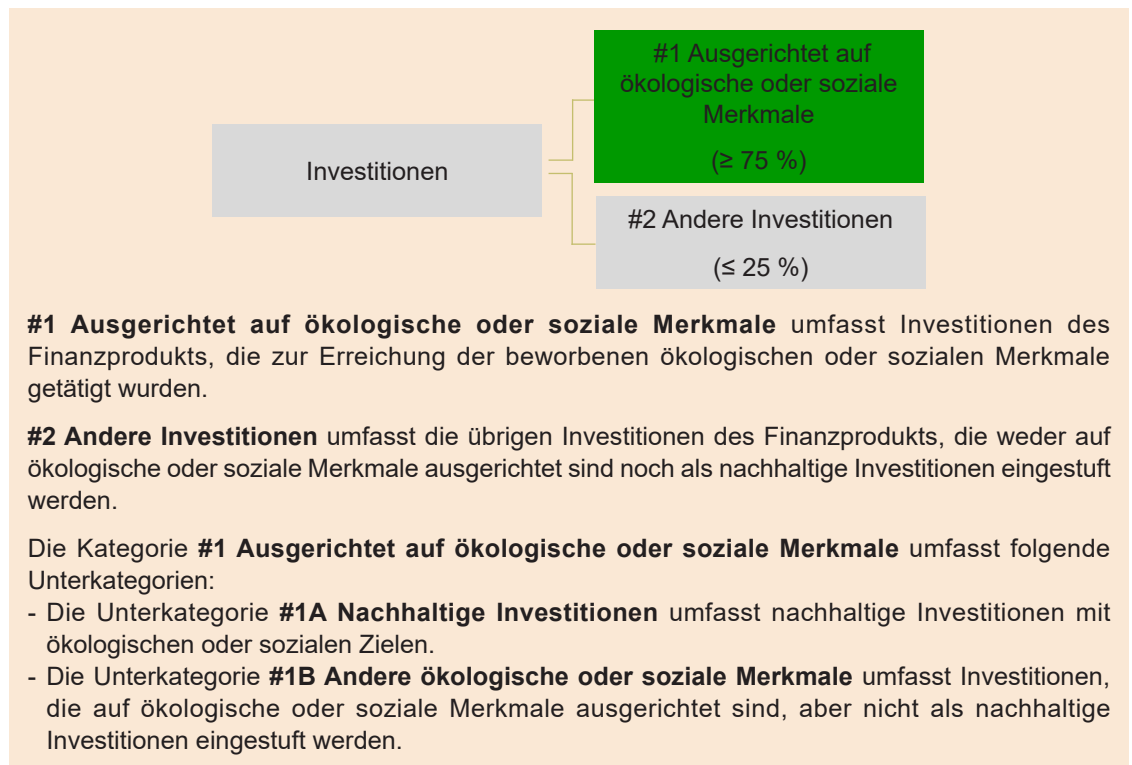 #1 Ausgerichtet auf
ökologische oder soziale
Merkmale
(≥ 75 %)
Investitionen
#2 Andere Investitionen
(≤ 25 %)
#1 Ausgerichtet auf ökologische oder soziale Merkmale umfasst Investitionen des
Finanzprodukts, die zur Erreichung der beworbenen ökologischen oder sozialen Merkmale
getätigt wurden.
#2 Andere Investitionen umfasst die übrigen Investitionen des Finanzprodukts, die weder auf
ökologische oder soziale Merkmale ausgerichtet sind noch als nachhaltige Investitionen eingestuft
werden.
Die Kategorie #1 Ausgerichtet auf ökologische oder soziale Merkmale umfasst folgende
Unterkategorien:
- Die Unterkategorie #1A Nachhaltige Investitionen umfasst nachhaltige Investitionen mit
ökologischen oder sozialen Zielen.
- Die Unterkategorie #1B Andere ökologische oder soziale Merkmale umfasst Investitionen,
die auf ökologische oder soziale Merkmale ausgerichtet sind, aber nicht als nachhaltige
Investitionen eingestuft werden.